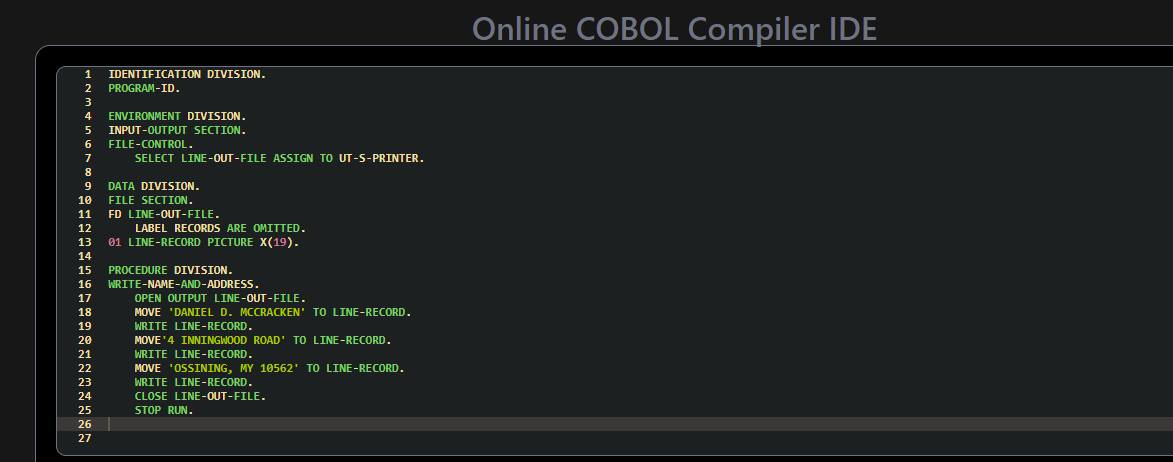 Online COBOL Compiler IDE
1 IDENTIFICATION DIVISION.
2 PROGRAM-ID.
3
4 ENVIRONMENT DIVISION.
5 INPUT-OUTPUT SECTION.
6 FILE-CONTROL.
7 SELECT LINE-OUT-FILE ASSIGN TO UT-S-PRINTER.
8
9 DATA DIVISION.
10 FILE SECTION.
11 FD LINE-OUT-FILE.
12 LABEL RECORDS ARE OMITTED.
13 01 LINE-RECORD PICTURE X(19).
14
15 PROCEDURE DIVISION.
16 WRITE-NAME-AND-ADDRESS.
17 OPEN OUTPUT LINE-OUT-FILE.
18 MOVE 'DANIEL D. MCCRACKEN' TO LINE-RECORD.
19 WRITE LINE-RECORD.
20 MOVE'4 INNINGWOOD ROAD' TO LINE-RECORD.
21 WRITE LINE-RECORD.
22 MOVE 'OSSINING, MY 10562' TO LINE-RECORD.
23 WRITE LINE-RECORD.
24 CLOSE LINE-OUT-FILE.
25 STOP RUN.
26
27